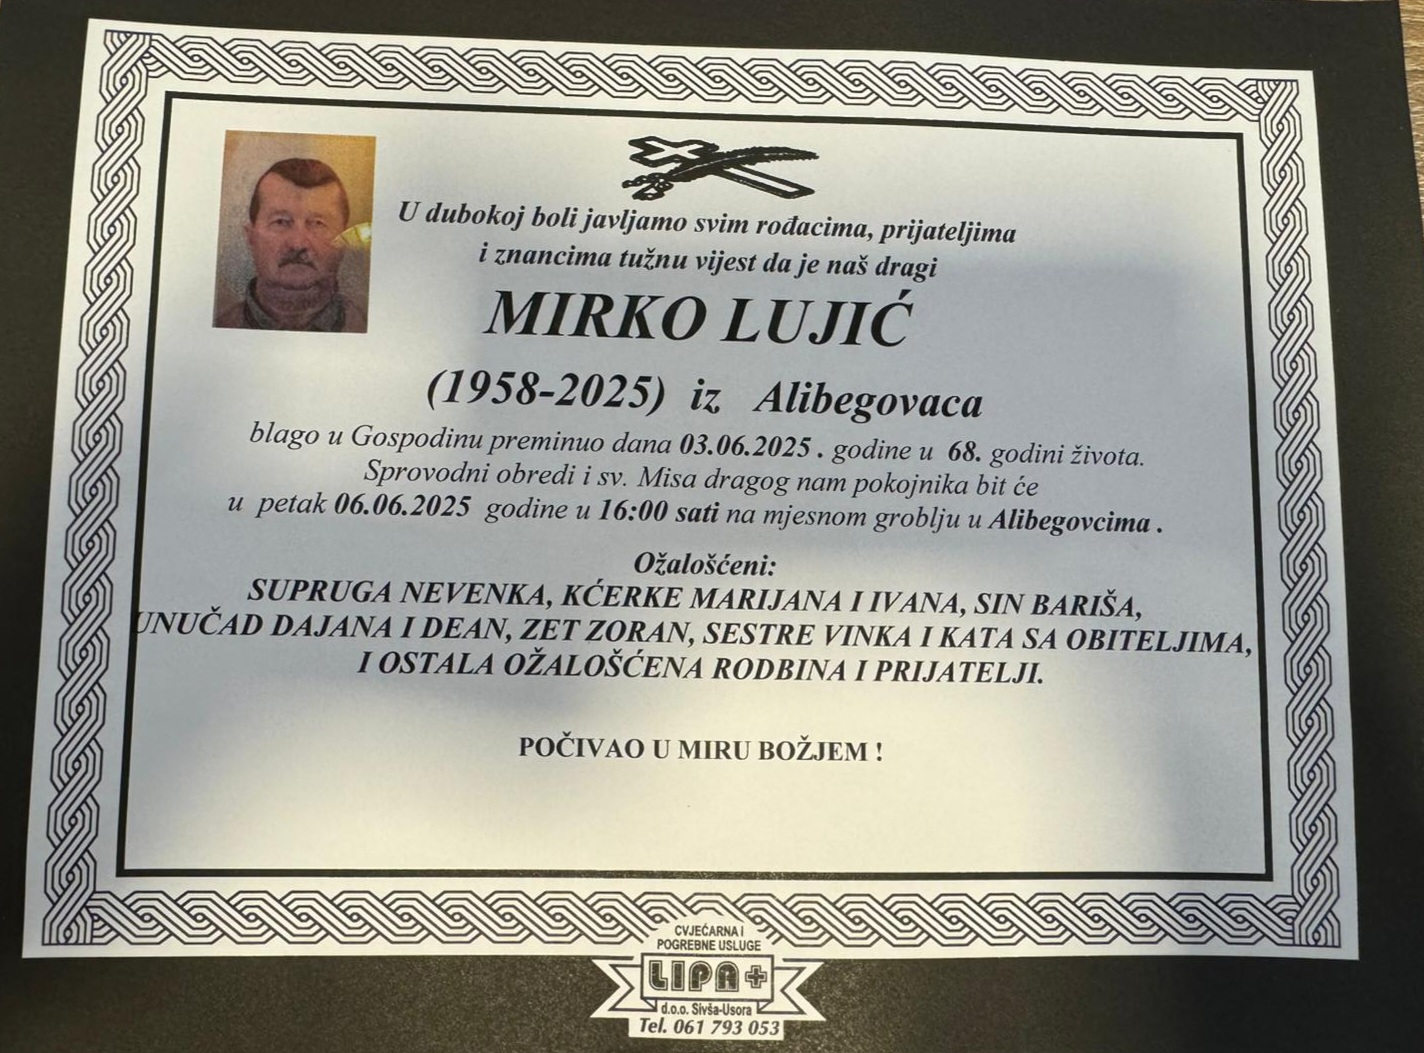 U dubokoj boli javljamo svim rođacima, prijateljima
i znancima tužnu vijest da je naš dragi
MIRKO LUJIĆ
(1958-2025) iz Alibegovaca
blago u Gospodinu preminuo dana 03.06.2025 . godine u 68. godini života.
Sprovodni obredi i sv. Misa dragog nam pokojnika bit će
u petak 06.06.2025 godine u 16:00 sati na mjesnom groblju u Alibegovcima .
Ožalošćeni:
SUPRUGA NEVENKA, KĆERKE MARIJANA I IVANA, SIN BARIŠA,
UNUČAD DAJANA I DEAN, ZET ZORAN, SESTRE VINKA I KATA SA OBITELJIMA,
I OSTALA OŽALOŠĆENA RODBINA I PRIJATELJI.
POČIVAO U MIRU BOŽJEM !
CVJEĆARNA I
POGREBNE USLUGE
LIPA+
d.o.o. Sivša-Usora
Tel. 061 793 053